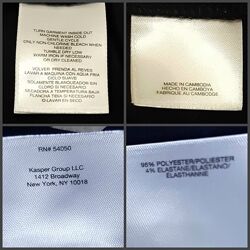 TURN GARMENT INSIDE OUT
MACHINE WASH COLD
GENTLE CYCLE
ONLY NON-CHLORINE BLEACH WHEN
NEEDED
TUMBLE DRY LOW
WARM IRON IF NECESSARY
OR DRY CLEAN
VOLVER PRENDA AL REVES
LAVAR A MAQUINA CON AGUA FRIA
CICLO SUAVE
SOLAMENTE BLANQUEADOR SIN
CLORO SI ES NECESARIO
SECADORA A BAJA TEMPERATURA
PLANCHA TIBIA SI ES NECESARIO
O LAVADO EN SECO
MADE IN CAMBODIA
HECHO EN CAMBOYA
FABRIQUE AU CAMBODGE
RN# 54050
Kasper Group LLC
1412 Broadway
New York, NY 10018
96% POLYESTER/POLIESTER
4% ELASTANE/ELASTANO/
ELASTHANNE